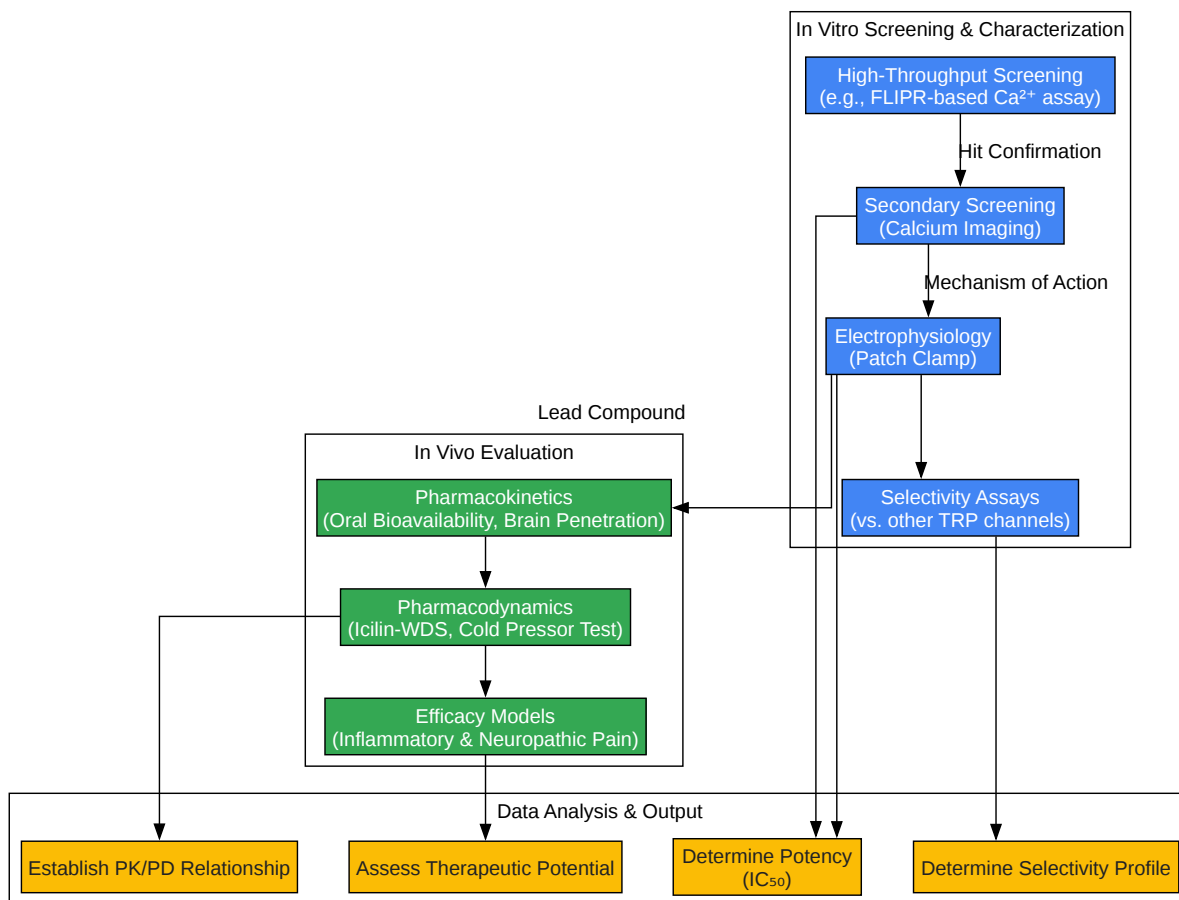 In Vitro Screening & Characterization
High-Throughput Screening
(e.g., FLIPR-based Ca²⁺ assay)
Hit Confirmation
Secondary Screening
(Calcium Imaging)
Mechanism of Action
Electrophysiology
(Patch Clamp)
Lead Compound
In Vivo Evaluation
Pharmacokinetics
(Oral Bioavailability, Brain Penetration)
Selectivity Assays
(vs. other TRP channels)
Pharmacodynamics
(Icilin-WDS, Cold Pressor Test)
Efficacy Models
(Inflammatory & Neuropathic Pain)
Data Analysis & Output
Establish PK/PD Relationship
Assess Therapeutic Potential
Determine Potency
(IC₅₀)
Determine Selectivity Profile